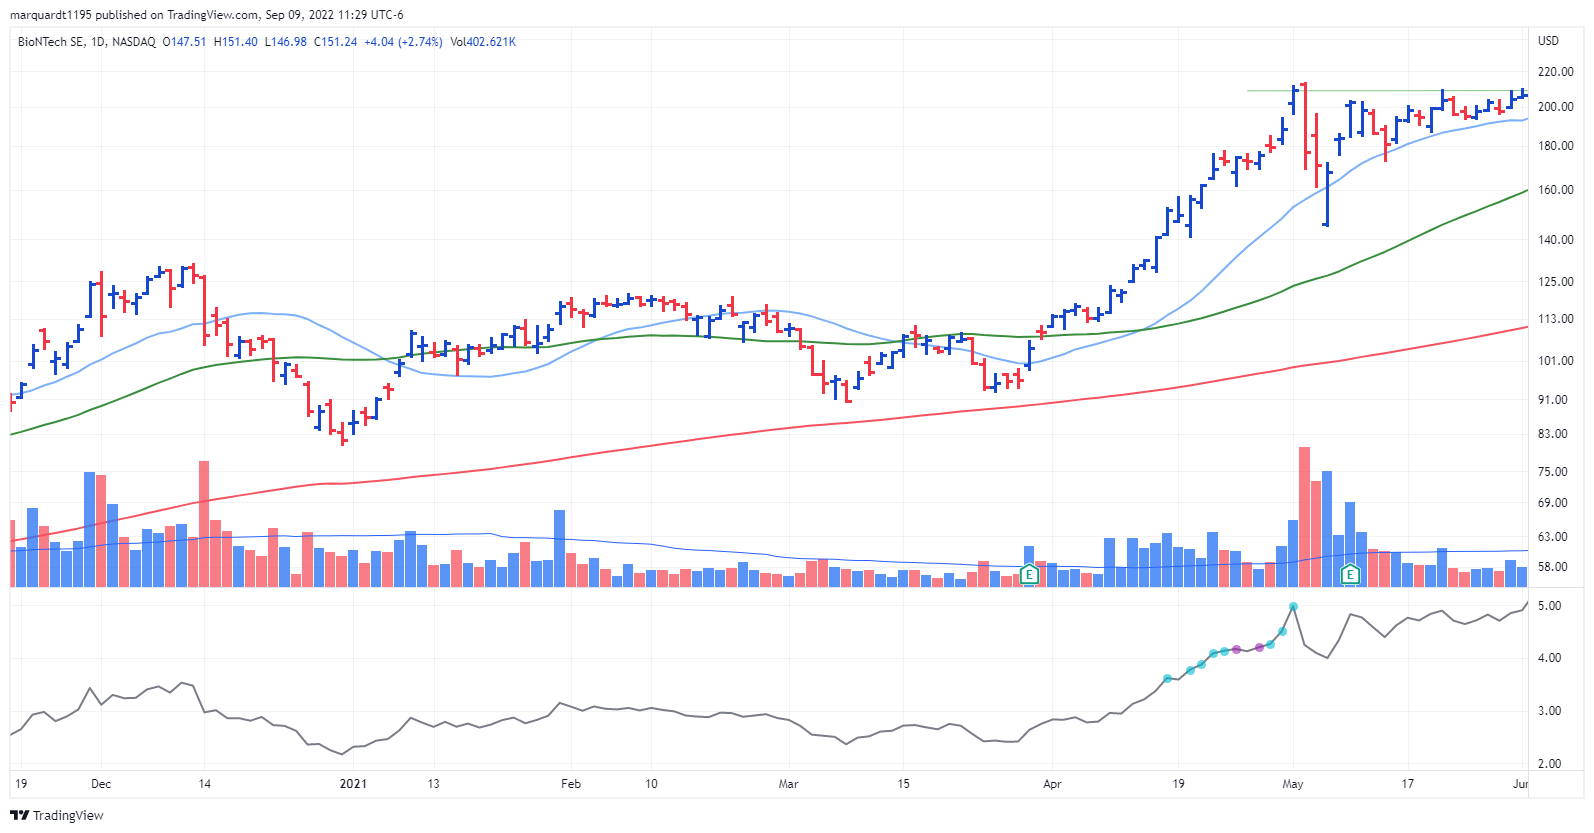 marquardt1195 published on TradingView.com, Sep 09, 2022 11:29 UTC-6
BioNTech SE, 1D, NASDAQ O147.51 H151.40 L146.98 C151.24 +4.04 (+2.74%) Vol402.621K
USD
220.00
200.00
180.00
160.00
140.00
125.00
113.00
101.00
91.00
83.00
75.00
69.00
63.00
58.00
E
E
5.00
4.00
3.00
2.00
19 Dec 14 2021 13 Feb 10 Mar 15 Apr 19 May 17 Jun
TradingView